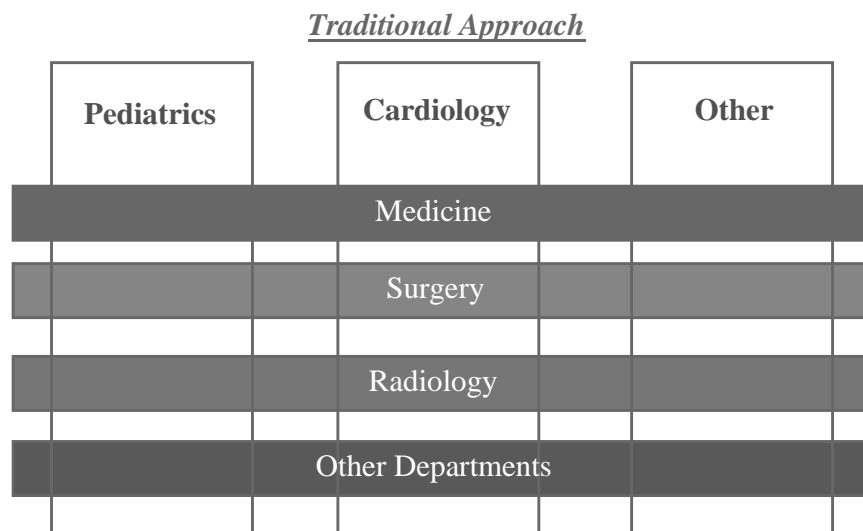 Traditional Approach
Pediatrics
Cardiology
Other
Medicine
Surgery
Radiology
Other Departments